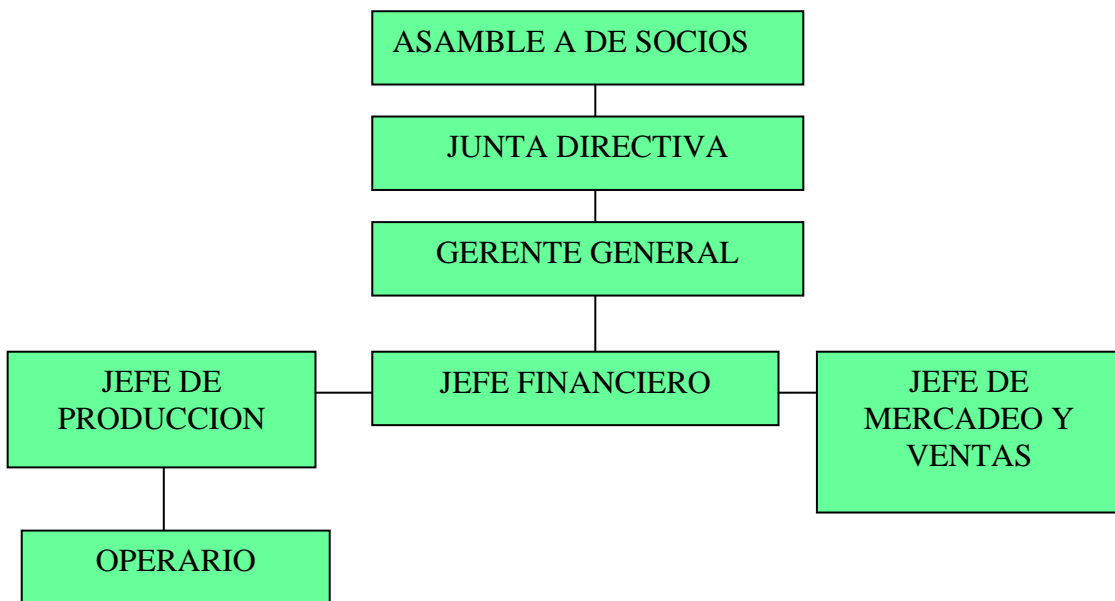 ASAMBLE A DE SOCIOS
JUNTA DIRECTIVA
GERENTE GENERAL
JEFE DE
PRODUCCION
JEFE FINANCIERO
JEFE DE
MERCADEO Y
VENTAS
OPERARIO